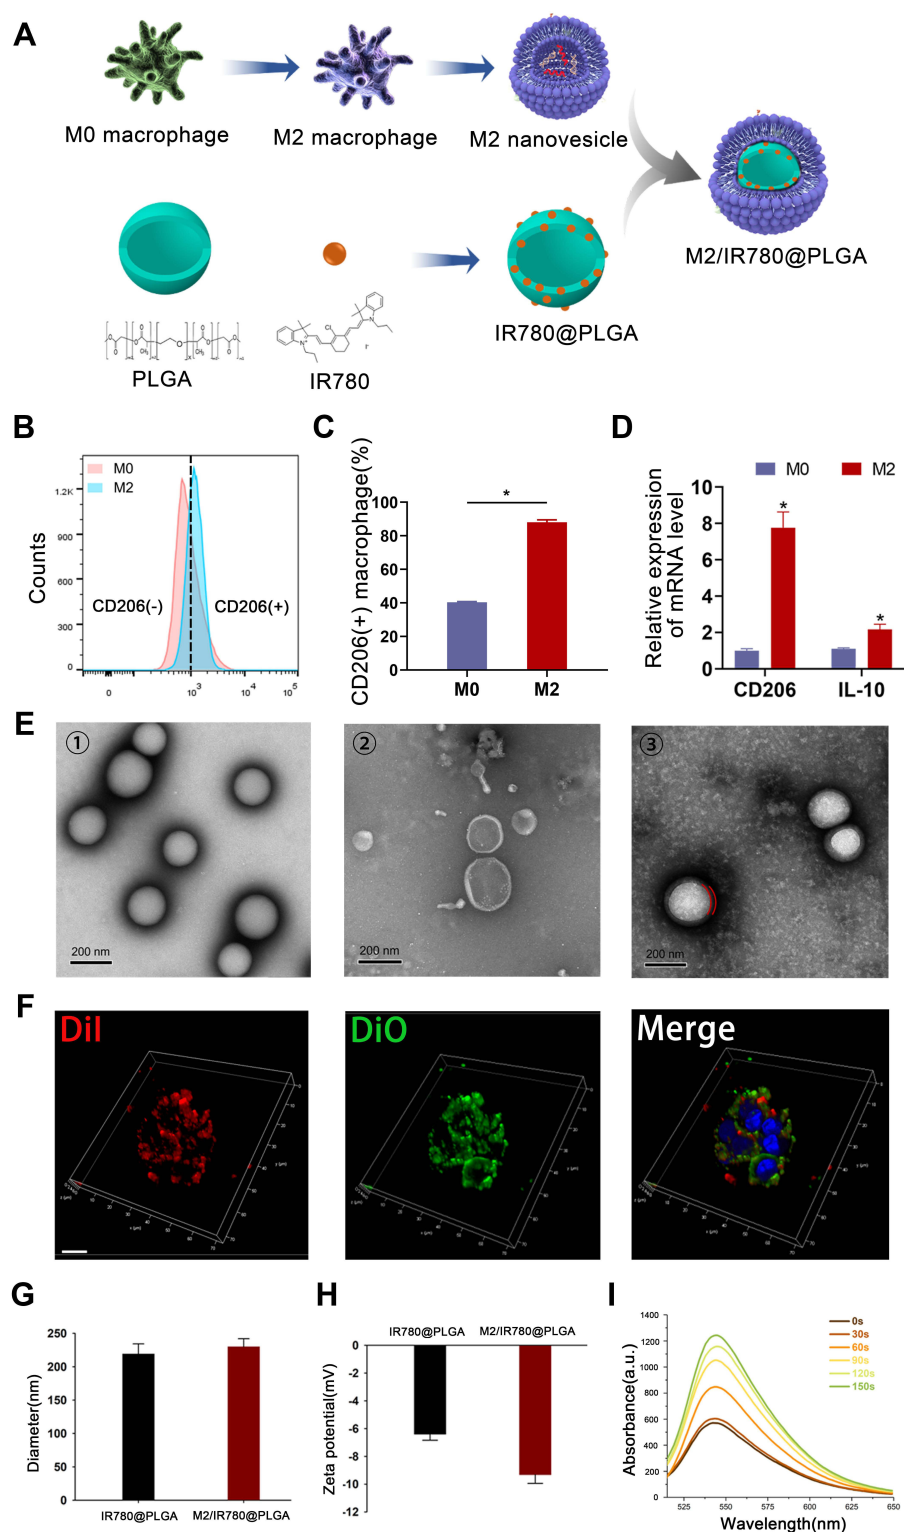 A
M0 macrophage
M2 macrophage
M2 nanovesicle
M2/IR780@PLGA
PLGA
IR780
IR780@PLGA
B
M0
M2
Counts
1.2K
900
600
300
0
CD206(-)
CD206(+)
0
10³
10⁴
10⁵
C
CD206(+) macrophage(%)
*
100
80
60
40
20
0
M0
M2
D
M0
M2
Relative expression
of mRNA level
10
8
6
4
2
0
*
*
CD206
IL-10
E
①
②
③
200 nm
200 nm
200 nm
F
DiI
DiO
Merge
G
Diameter(nm)
250
200
150
100
50
0
IR780@PLGA
M2/IR780@PLGA
H
IR780@PLGA
M2/IR780@PLGA
Zeta potential(mV)
0
-2
-4
-6
-8
-10
-12
I
Absorbance(a.u.)
1400
1200
1000
800
600
400
200
0
0s
30s
60s
90s
120s
150s
525
550
575
600
650
Wavelength(nm)